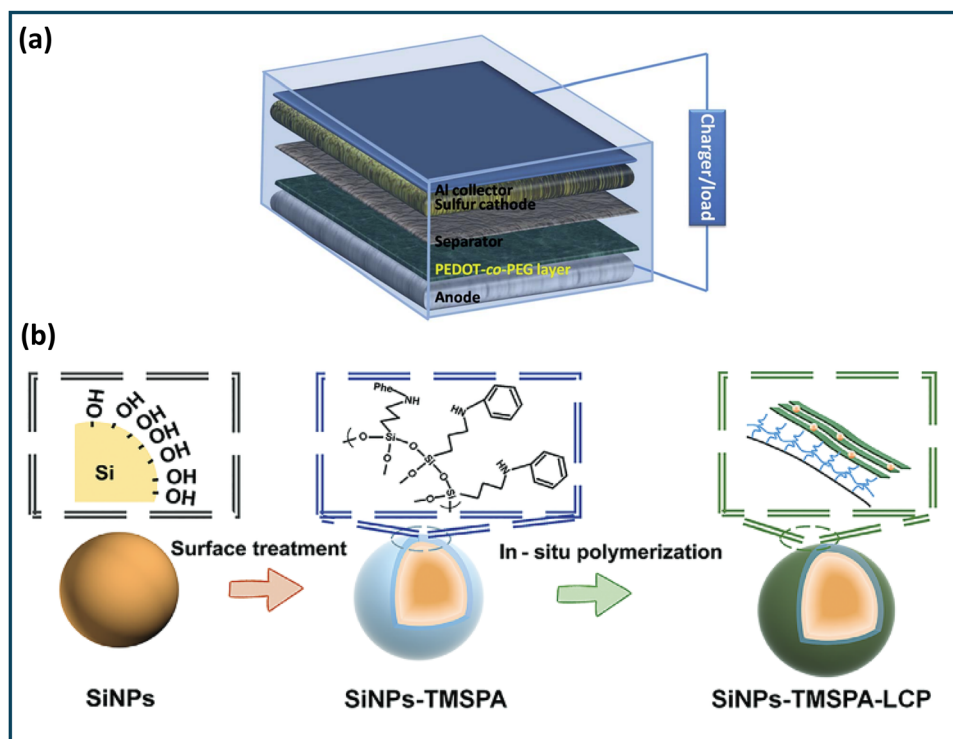 (a)
Charger/load
Al collector
Sulfur cathode
Separator
PEDOT-co-PEG layer
Anode
(b)
HO
OH
OH
OH
OH
OH
OH
OH
Si
Phe
NH
HN
Si
O
Si
O
O
Si
O
O
O
HN
Surface treatment
In - situ polymerization
SiNPs
SiNPs-TMSPA
SiNPs-TMSPA-LCP